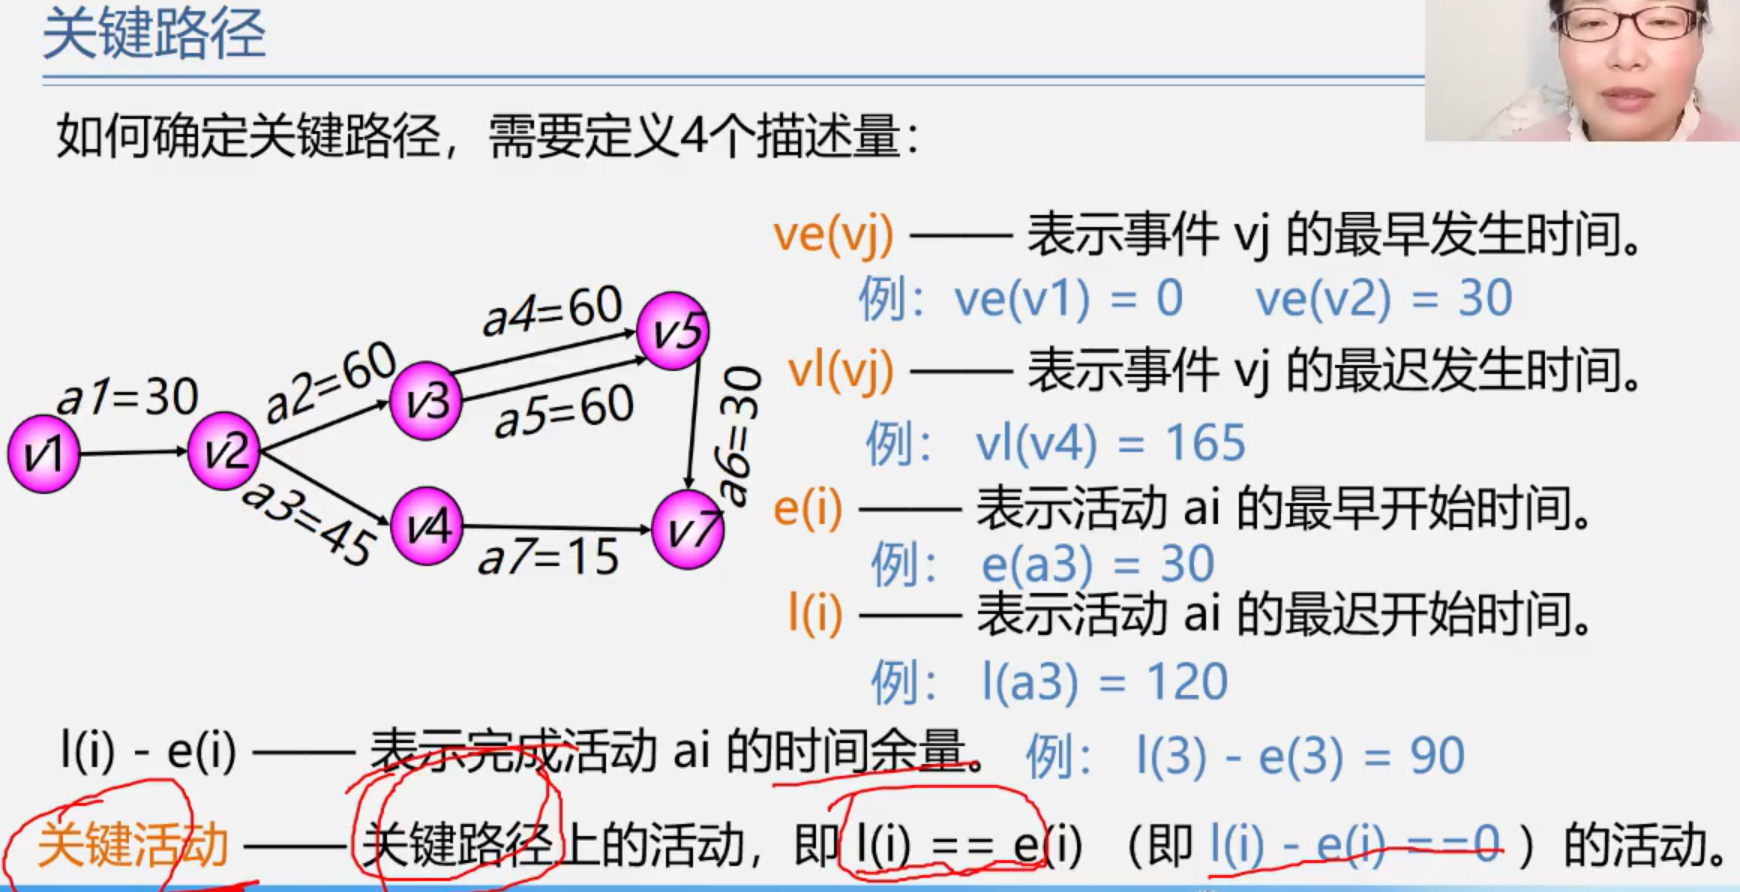 关键路径
如何确定关键路径，需要定义4个描述量：
ve(vj) —— 表示事件 vj 的最早发生时间。
例：ve(v1) = 0 ve(v2) = 30
vl(vj) —— 表示事件 vj 的最迟发生时间。
例： vl(v4) = 165
e(i) —— 表示活动 ai 的最早开始时间。
例： e(a3) = 30
l(i) —— 表示活动 ai 的最迟开始时间。
例： l(a3) = 120
a1=30
a2=60
a3=45
a4=60
a5=60
a6=30
a7=15
v1
v2
v3
v4
v5
v7
l(i) - e(i) —— 表示完成活动 ai 的时间余量。 例： l(3) - e(3) = 90
关键活动 —— 关键路径上的活动，即 l(i) == e(i) （即 l(i) - e(i) ==0 ）的活动。